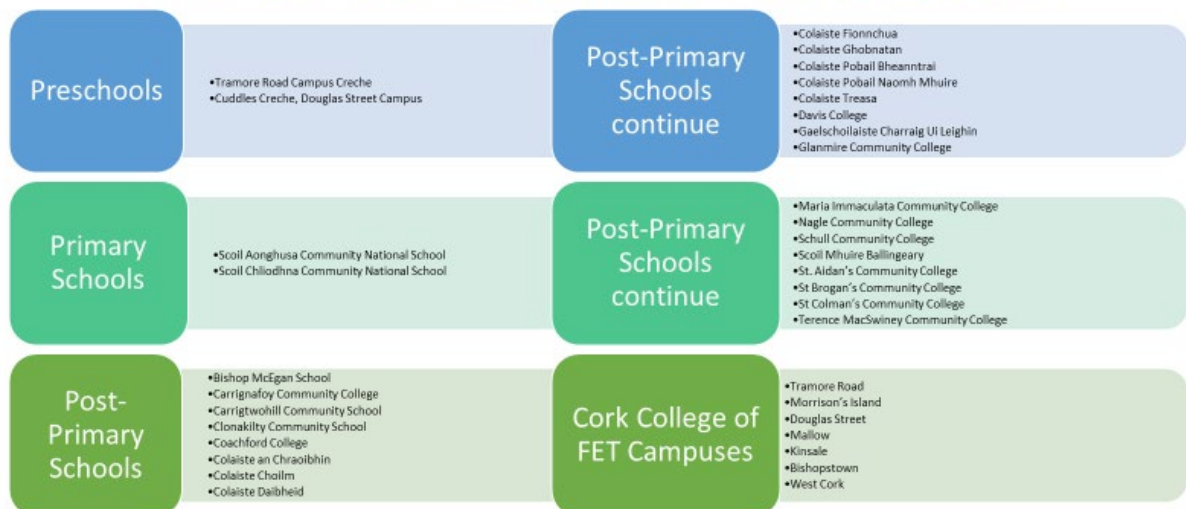 Preschools
•Tramore Road Campus Creche
•Cuddles Creche, Douglas Street Campus
Post-Primary
Schools
continue
•Colaiste Fionnchua
•Colaiste Ghobnatan
•Colaiste Pobail Bheanntrai
•Colaiste Pobail Naomh Mhuire
•Colaiste Treasa
•Davis College
•Gaelschoilaiste Charraig Ui Leighin
•Glanmire Community College
Primary
Schools
•Scoil Aonghusa Community National School
•Scoil Chliodhna Community National School
Post-Primary
Schools
continue
•Maria Immaculata Community College
•Nagle Community College
•Schull Community College
•Scoil Mhuire Ballingeary
•St. Aidan's Community College
•St Brogan's Community College
•St Colman's Community College
•Terence MacSwiney Community College
Post-
Primary
Schools
•Bishop McEgan School
•Carrignafoy Community College
•Carrigtwohill Community School
•Clonakilty Community School
•Coachford College
•Colaiste an Chraoibhin
•Colaiste Choilm
•Colaiste Daibheid
Cork College of
FET Campuses
•Tramore Road
•Morrison's Island
•Douglas Street
•Mallow
•Kinsale
•Bishopstown
•West Cork